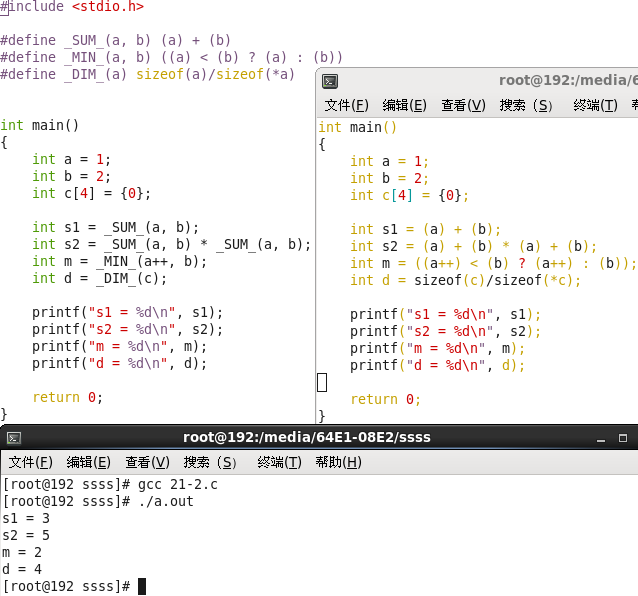 #include <stdio.h>
#define _SUM_(a, b) (a) + (b)
#define _MIN_(a, b) ((a) < (b) ? (a) : (b))
#define _DIM_(a) sizeof(a)/sizeof(*a)
int main()
{
    int a = 1;
    int b = 2;
    int c[4] = {0};
    int s1 = _SUM_(a, b);
    int s2 = _SUM_(a, b) * _SUM_(a, b);
    int m = _MIN_(a++, b);
    int d = _DIM_(c);
    printf("s1 = %d\n", s1);
    printf("s2 = %d\n", s2);
    printf("m = %d\n", m);
    printf("d = %d\n", d);
    return 0;
}
root@192:/media/6
文件(F) 编辑(E) 查看(V) 搜索 (S) 终端(T)
int main()
{
    int a = 1;
    int b = 2;
    int c[4] = {0};
    int s1 = (a) + (b);
    int s2 = (a) + (b) * (a) + (b);
    int m = ((a++) < (b) ? (a++) : (b));
    int d = sizeof(c)/sizeof(*c);
    printf("s1 = %d\n", s1);
    printf("s2 = %d\n", s2);
    printf("m = %d\n", m);
    printf("d = %d\n", d);
    return 0;
}
root@192:/media/64E1-08E2/ssss
文件(F) 编辑(E) 查看(V) 搜索 (S) 终端(T) 帮助(H)
[root@192 ssss]# gcc 21-2.c
[root@192 ssss]# ./a.out
s1 = 3
s2 = 5
m = 2
d = 4
[root@192 ssss]#